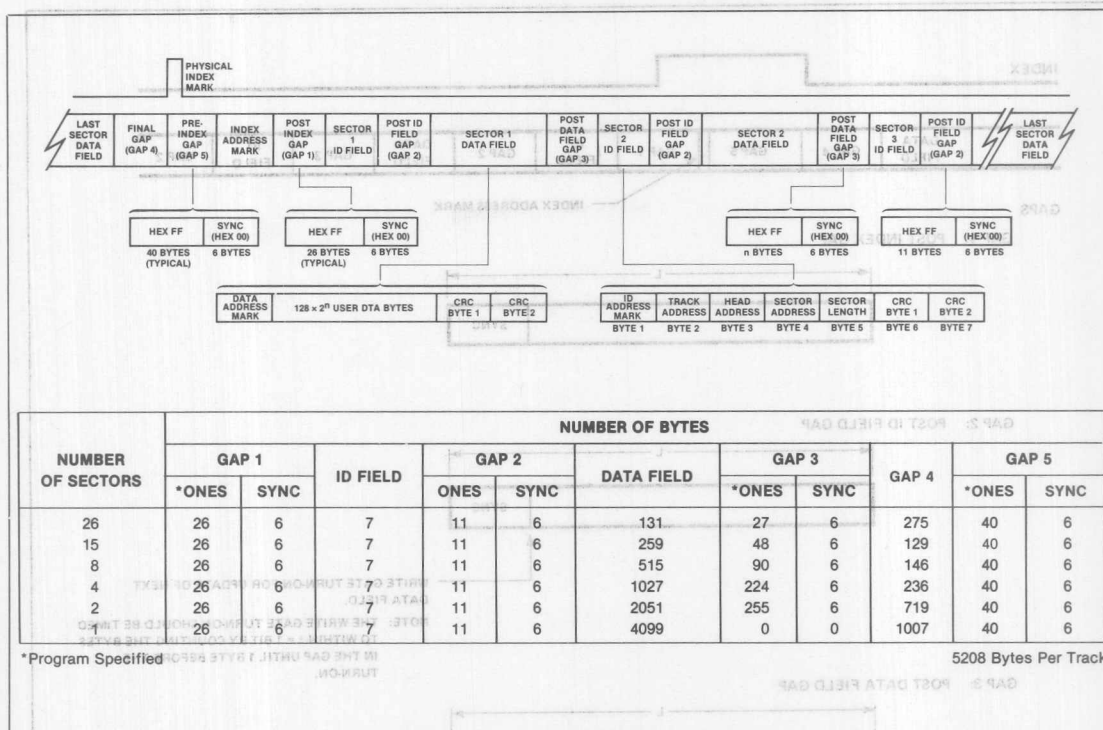 PHYSICAL
INDEX
MARK
LAST
SECTOR
DATA
FIELD
FINAL
GAP
(GAP 4)
PRE-
INDEX
GAP
(GAP 5)
INDEX
ADDRESS
MARK
POST
INDEX
GAP
(GAP 1)
SECTOR
1
ID FIELD
POST ID
FIELD
GAP
(GAP 2)
SECTOR 1
DATA FIELD
POST
DATA
FIELD
GAP
(GAP 3)
SECTOR
2
ID FIELD
POST ID
FIELD
GAP
(GAP 2)
SECTOR 2
DATA FIELD
POST
DATA
FIELD
GAP
(GAP 3)
SECTOR
3
ID FIELD
POST ID
FIELD
GAP
(GAP 2)
LAST
SECTOR
DATA
FIELD
HEX FF
SYNC
(HEX 00)
40 BYTES
(TYPICAL)
6 BYTES
HEX FF
SYNC
(HEX 00)
26 BYTES
(TYPICAL)
6 BYTES
HEX FF
SYNC
(HEX 00)
n BYTES
6 BYTES
HEX FF
SYNC
(HEX 00)
11 BYTES
6 BYTES
DATA
ADDRESS
MARK
128 × 2ⁿ USER DTA BYTES
CRC
BYTE 1
CRC
BYTE 2
ID
ADDRESS
MARK
TRACK
ADDRESS
HEAD
ADDRESS
SECTOR
ADDRESS
SECTOR
LENGTH
CRC
BYTE 1
CRC
BYTE 2
BYTE 1 BYTE 2 BYTE 3 BYTE 4 BYTE 5 BYTE 6 BYTE 7
NUMBER OF BYTES
NUMBER
OF SECTORS
GAP 1 ID FIELD GAP 2 DATA FIELD GAP 3 GAP 4 GAP 5
*ONES SYNC ONES SYNC *ONES SYNC *ONES SYNC
26 26 6 7 11 6 131 27 6 275 40 6
15 26 6 7 11 6 259 48 6 129 40 6
8 26 6 7 11 6 515 90 6 146 40 6
4 26 6 7 11 6 1027 224 6 236 40 6
2 26 6 7 11 6 2051 255 6 719 40 6
1 26 6 7 11 6 4099 0 0 1007 40 6
*Program Specified
5208 Bytes Per Track